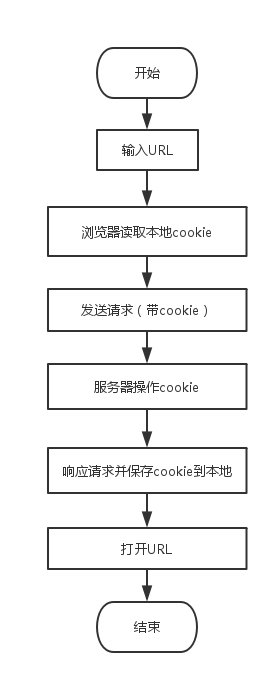 开始
输入URL
浏览器读取本地cookie
发送请求（带cookie）
服务器操作cookie
响应请求并保存cookie到本地
打开URL
结束